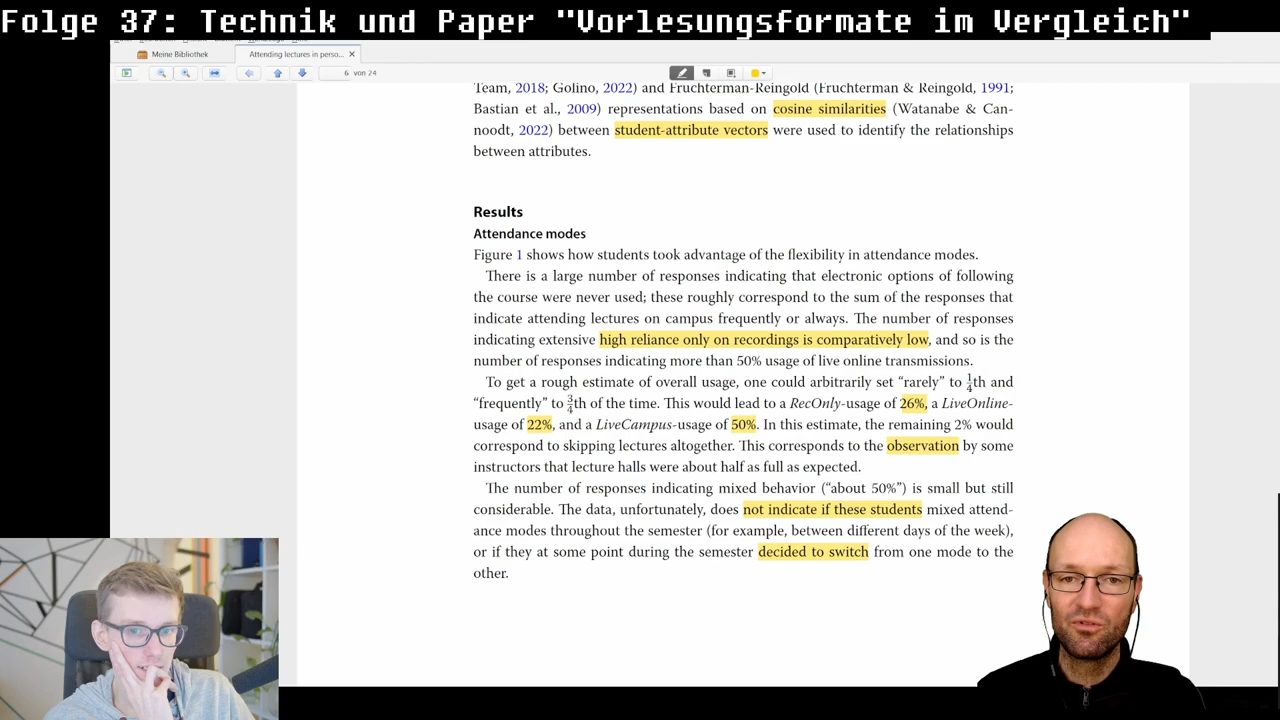 Folge 37: Technik und Paper "Vorlesungsformate im Vergleich"
Meine Bibliothek
Attending lectures in perso...
6 von 24
Team, 2018; Golino, 2022) and Fruchterman-Reingold (Fruchterman & Reingold, 1991;
Bastian et al., 2009) representations based on cosine similarities (Watanabe & Can-
noodt, 2022) between student-attribute vectors were used to identify the relationships
between attributes.
Results
Attendance modes
Figure 1 shows how students took advantage of the flexibility in attendance modes.
There is a large number of responses indicating that electronic options of following
the course were never used; these roughly correspond to the sum of the responses that
indicate attending lectures on campus frequently or always. The number of responses
indicating extensive high reliance only on recordings is comparatively low, and so is the
number of responses indicating more than 50% usage of live online transmissions.
To get a rough estimate of overall usage, one could arbitrarily set “rarely” to 1/4th and
“frequently” to 3/4th of the time. This would lead to a RecOnly-usage of 26%, a LiveOnline-
usage of 22%, and a LiveCampus-usage of 50%. In this estimate, the remaining 2% would
correspond to skipping lectures altogether. This corresponds to the observation by some
instructors that lecture halls were about half as full as expected.
The number of responses indicating mixed behavior (“about 50%”) is small but still
considerable. The data, unfortunately, does not indicate if these students mixed attend-
ance modes throughout the semester (for example, between different days of the week),
or if they at some point during the semester decided to switch from one mode to the
other.